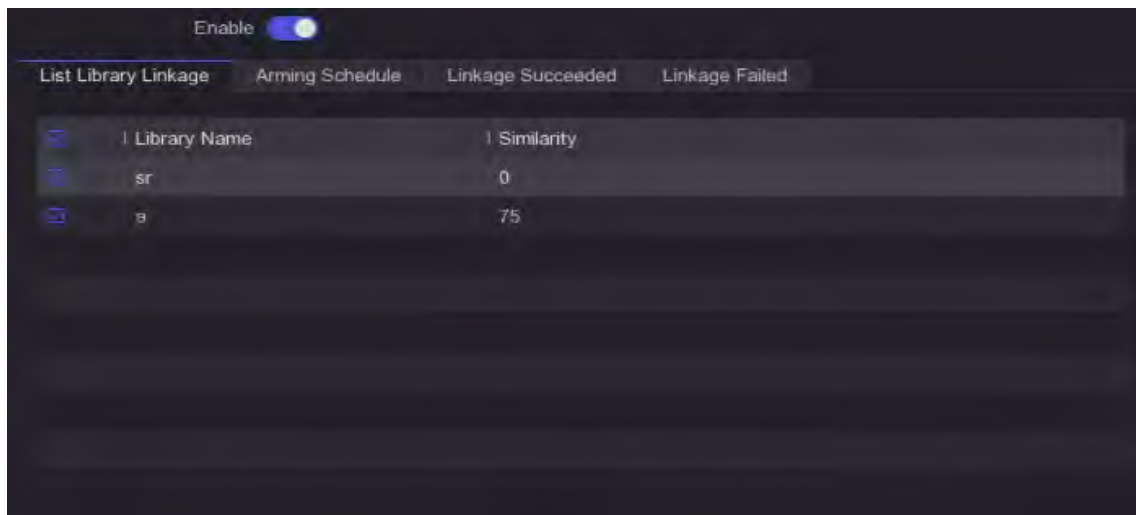 Enable
List Library Linkage Arming Schedule Linkage Succeeded Linkage Failed
Library Name Similarity
sr 0
75